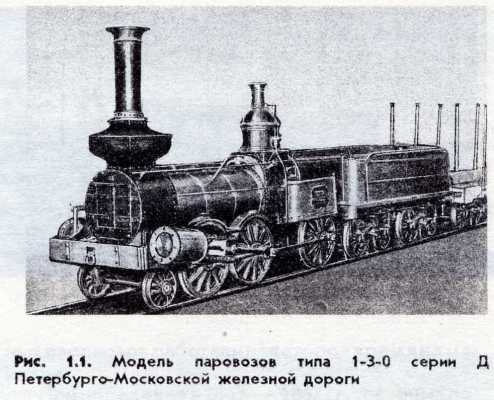 Рис. 1.1. Модель паровозов типа 1-3-0 серии Д
Петербурго-Московской железной дороги